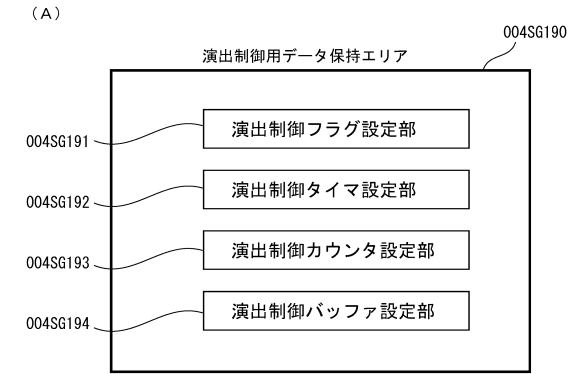 （A）
004SG190
演出制御用データ保持エリア
演出制御フラグ設定部
004SG191
演出制御タイマ設定部
004SG192
演出制御カウンタ設定部
004SG193
演出制御バッファ設定部
004SG194